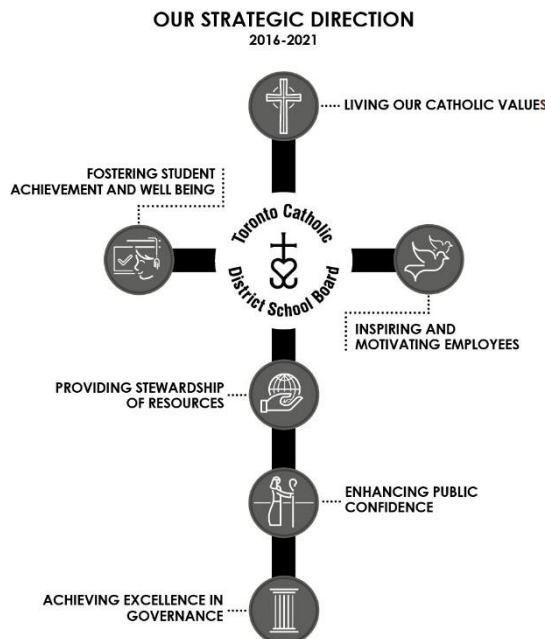 OUR STRATEGIC DIRECTION
2016-2021
LIVING OUR CATHOLIC VALUES
FOSTERING STUDENT
ACHIEVEMENT AND WELL BEING
Toronto Catholic
District School Board
INSPIRING AND
MOTIVATING EMPLOYEES
PROVIDING STEWARDSHIP
OF RESOURCES
ENHANCING PUBLIC
CONFIDENCE
ACHIEVING EXCELLENCE IN
GOVERNANCE